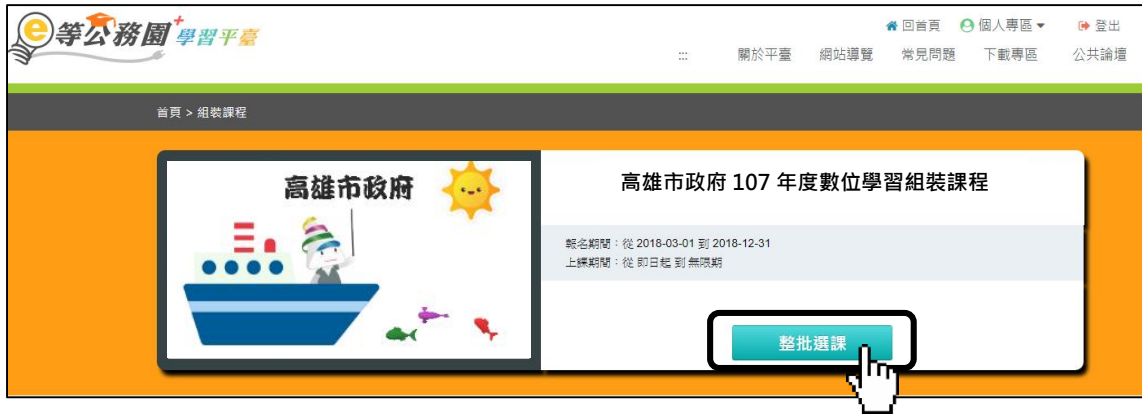 e等公務園+學習平臺
回首頁 個人專區 登出
::: 關於平臺 網站導覽 常見問題 下載專區 公共論壇
首頁 > 組裝課程
高雄市政府
高雄市政府 107 年度數位學習組裝課程
報名期間：從 2018-03-01 到 2018-12-31
上課期間：從 即日起 到 無限期
整批選課